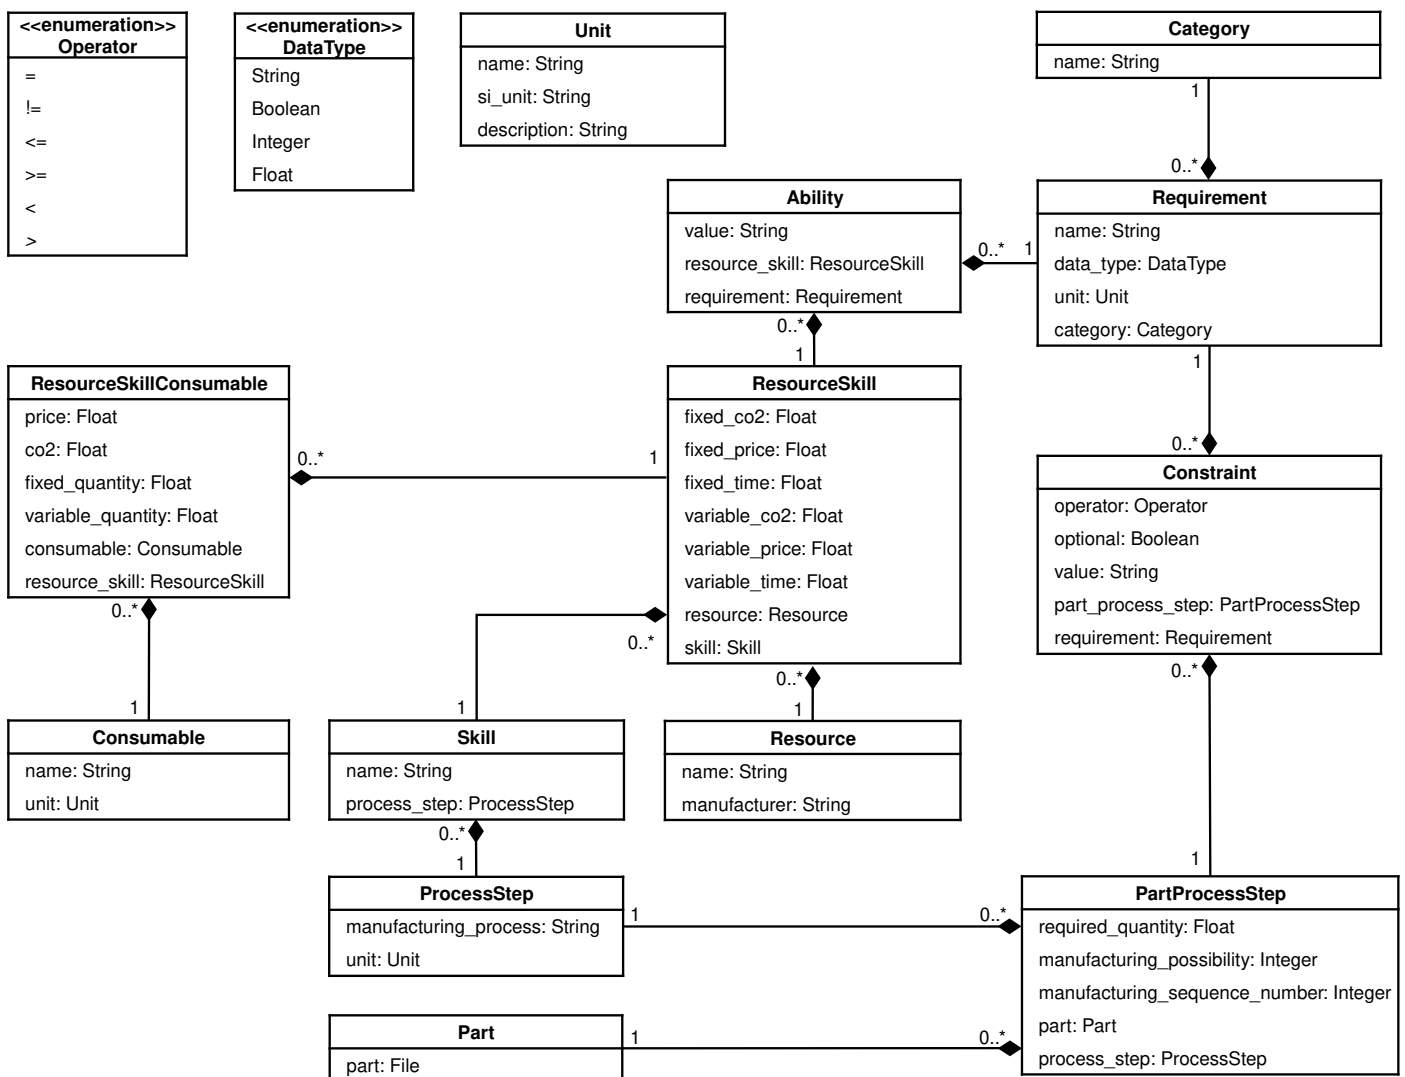 <<enumeration>>
Operator
=
!=
<=
>=
<
>
<<enumeration>>
DataType
String
Boolean
Integer
Float
Unit
name: String
si_unit: String
description: String
Category
name: String
1
0..*
Ability
value: String
resource_skill: ResourceSkill
requirement: Requirement
0..*
1
Requirement
name: String
data_type: DataType
unit: Unit
category: Category
0..*
1
1
0..*
ResourceSkillConsumable
price: Float
co2: Float
fixed_quantity: Float
variable_quantity: Float
consumable: Consumable
resource_skill: ResourceSkill
0..*
1
ResourceSkill
fixed_co2: Float
fixed_price: Float
fixed_time: Float
variable_co2: Float
variable_price: Float
variable_time: Float
resource: Resource
skill: Skill
Constraint
operator: Operator
optional: Boolean
value: String
part_process_step: PartProcessStep
requirement: Requirement
0..*
1
0..*
1
0..*
1
0..*
1
Consumable
name: String
unit: Unit
Skill
name: String
process_step: ProcessStep
Resource
name: String
manufacturer: String
0..*
1
ProcessStep
manufacturing_process: String
unit: Unit
1
0..*
PartProcessStep
required_quantity: Float
manufacturing_possibility: Integer
manufacturing_sequence_number: Integer
part: Part
process_step: ProcessStep
Part
part: File
1
0..*